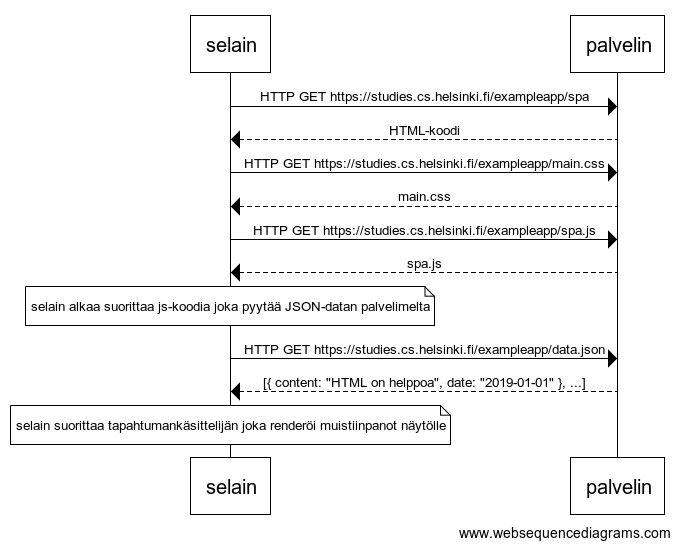 selain
palvelin
HTTP GET https://studies.cs.helsinki.fi/exampleapp/spa
HTML-koodi
HTTP GET https://studies.cs.helsinki.fi/exampleapp/main.css
main.css
HTTP GET https://studies.cs.helsinki.fi/exampleapp/spa.js
spa.js
selain alkaa suorittaa js-koodia joka pyytää JSON-datan palvelimelta
HTTP GET https://studies.cs.helsinki.fi/exampleapp/data.json
[{ content: "HTML on helppoa", date: "2019-01-01" }, ...]
selain suorittaa tapahtumankäsittelijän joka renderöi muistiinpanot näytölle
selain
palvelin
www.websequencediagrams.com